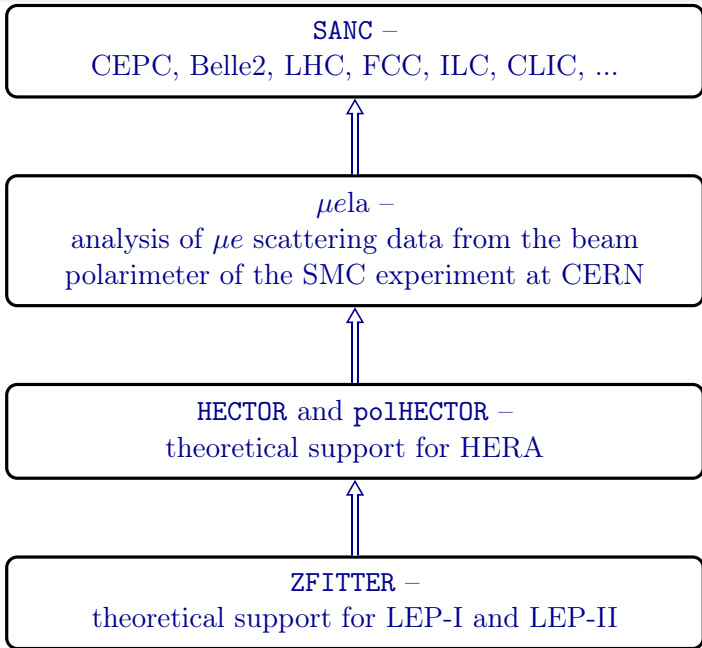 SANC –
CEPC, Belle2, LHC, FCC, ILC, CLIC, ...
μela –
analysis of μe scattering data from the beam
polarimeter of the SMC experiment at CERN
HECTOR and polHECTOR –
theoretical support for HERA
ZFITTER –
theoretical support for LEP-I and LEP-II